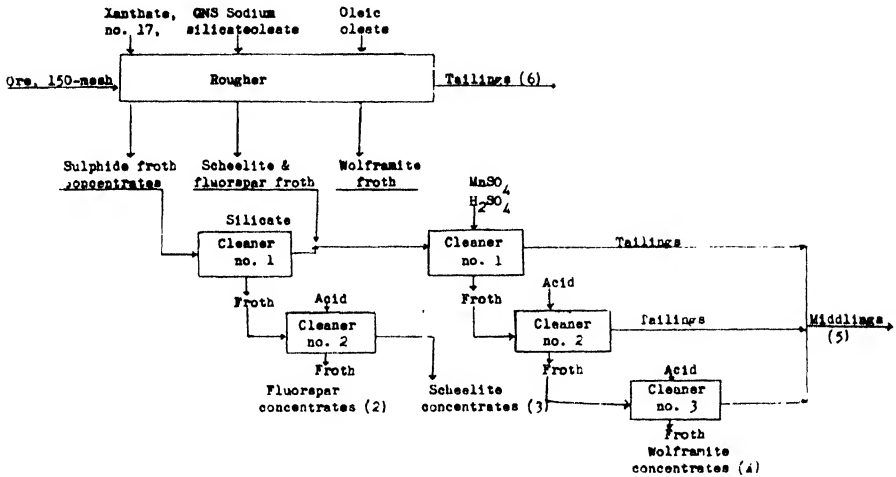 Xanthate,
no. 17,
GNS Sodium
silicateoleate
Oleic
oleate
Ore, 150-mesh
Rougher
Tailings (6)
Sulphide froth
concentrates
Scheelite &
fluorspar froth
Wolframite
froth
MnSO4
H2SO4
Silicate
Cleaner
no. 1
Cleaner
no. 1
Tailings
Froth
Acid
Froth
Acid
Cleaner
no. 2
Cleaner
no. 2
Tailings
Middlings
(5)
Froth
Froth
Acid
Fluorspar
concentrates (2)
Scheelite
concentrates (3)
Cleaner
no. 3
Froth
Wolframite
concentrates (4)